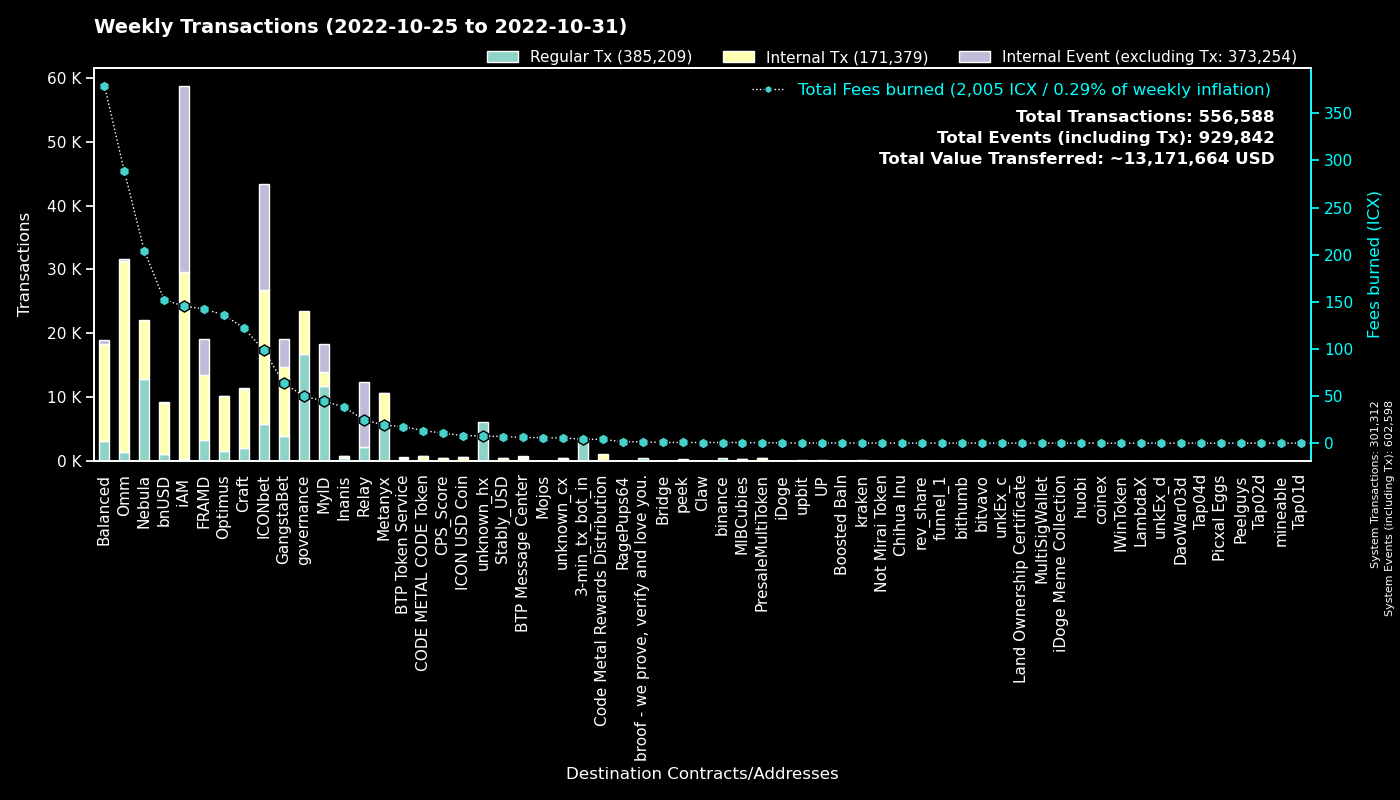 Weekly Transactions (2022-10-25 to 2022-10-31)
Regular Tx (385,209)
Internal Tx (171,379)
Internal Event (excluding Tx: 373,254)
Total Fees burned (2,005 ICX / 0.29% of weekly inflation)
Total Transactions: 556,588
Total Events (including Tx): 929,842
Total Value Transferred: ~13,171,664 USD
60 K
50 K
40 K
30 K
20 K
10 K
0 K
Transactions
350
300
250
200
150
100
50
0
Fees burned (ICX)
System Transactions: 301,312
System Events (including Tx): 602,598
Balanced
Omm
Nebula
bnUSD
iAM
FRAMD
Optimus
Craft
ICONbet
GangstaBet
governance
MyID
Inanis
Relay
Metanyx
BTP Token Service
CODE METAL CODE Token
CPS_Score
ICON USD Coin
unknown_hx
Stably_USD
BTP Message Center
Mojos
unknown_cx
3-min_tx_bot_in
Code Metal Rewards Distribution
RagePups64
broof - we prove, verify and love you.
Bridge
peek
Claw
binance
MIBCubies
PresaleMultiToken
iDoge
upbit
UP
Boosted Baln
kraken
Not Mirai Token
Chihua Inu
rev_share
funnel_1
bithumb
bitvavo
unkEx_c
Land Ownership Certificate
MultiSigWallet
iDoge Meme Collection
huobi
coinex
IWinToken
LambdaX
unkEx_d
DaoWar03d
Tap04d
Picxal Eggs
Peelguys
Tap02d
mineable
Tap01d
Destination Contracts/Addresses